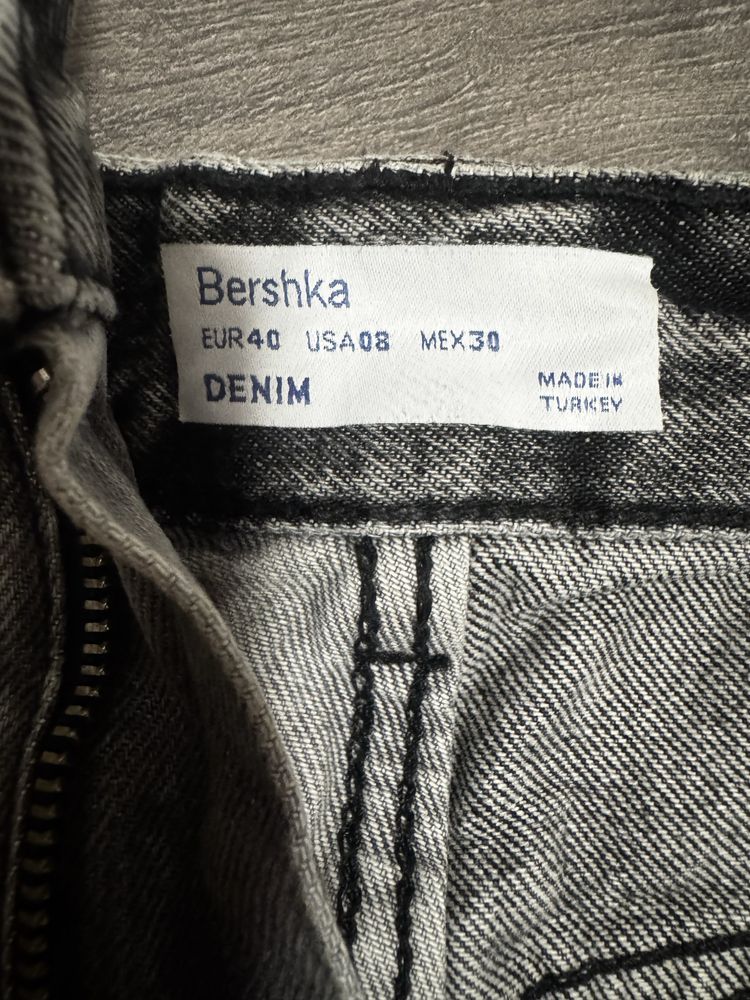 Bershka
EUR40 USA08 MEX30
DENIM
MADE IN
TURKEY